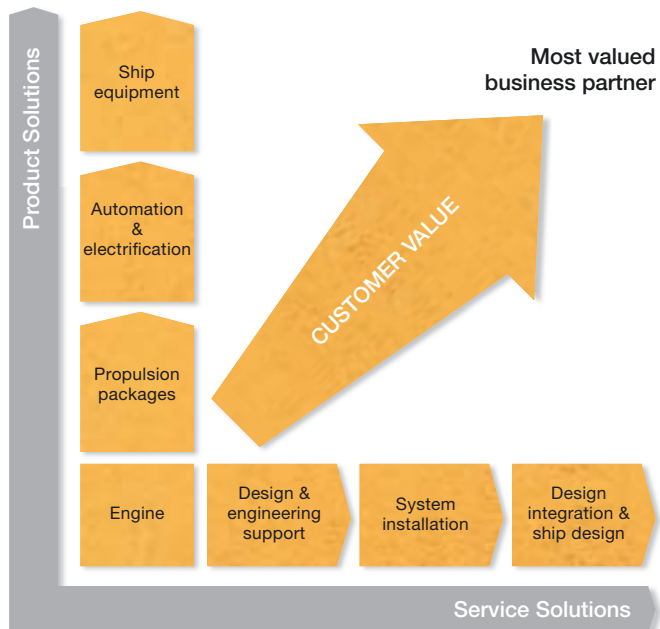 Most valued
business partner
Product Solutions
Ship
equipment
Automation
&
electrification
Propulsion
packages
CUSTOMER VALUE
Engine
Design &
engineering
support
System
installation
Design
integration &
ship design
Service Solutions